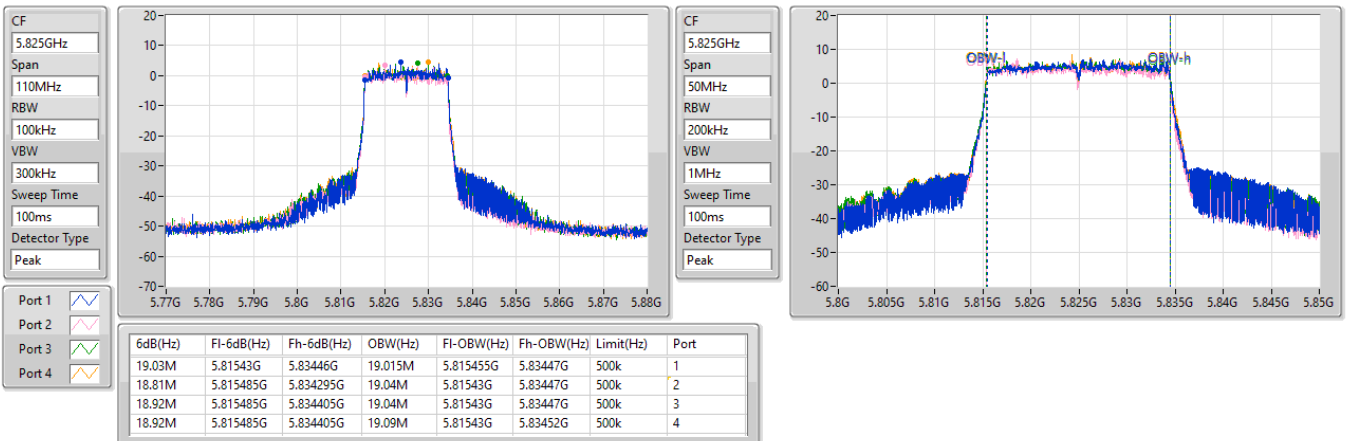 CF
5.825GHz
Span
110MHz
RBW
100kHz
VBW
300kHz
Sweep Time
100ms
Detector Type
Peak
20
10
0
-10
-20
-30
-40
-50
-60
-70
5.77G 5.78G 5.79G 5.8G 5.81G 5.82G 5.83G 5.84G 5.85G 5.86G 5.87G 5.88G
CF
5.825GHz
Span
50MHz
RBW
200kHz
VBW
1MHz
Sweep Time
100ms
Detector Type
Peak
20
10
0
-10
-20
-30
-40
-50
-60
OBW-l OBW-h
5.8G 5.805G 5.81G 5.815G 5.82G 5.825G 5.83G 5.835G 5.84G 5.845G 5.85G
Port 1
Port 2
Port 3
Port 4
6dB(Hz) Fl-6dB(Hz) Fh-6dB(Hz) OBW(Hz) Fl-OBW(Hz) Fh-OBW(Hz) Limit(Hz) Port
19.03M 5.81543G 5.83446G 19.015M 5.815455G 5.83447G 500k 1
18.81M 5.815485G 5.834295G 19.04M 5.81543G 5.83447G 500k 2
18.92M 5.815485G 5.834405G 19.04M 5.81543G 5.83447G 500k 3
18.92M 5.815485G 5.834405G 19.09M 5.81543G 5.83452G 500k 4